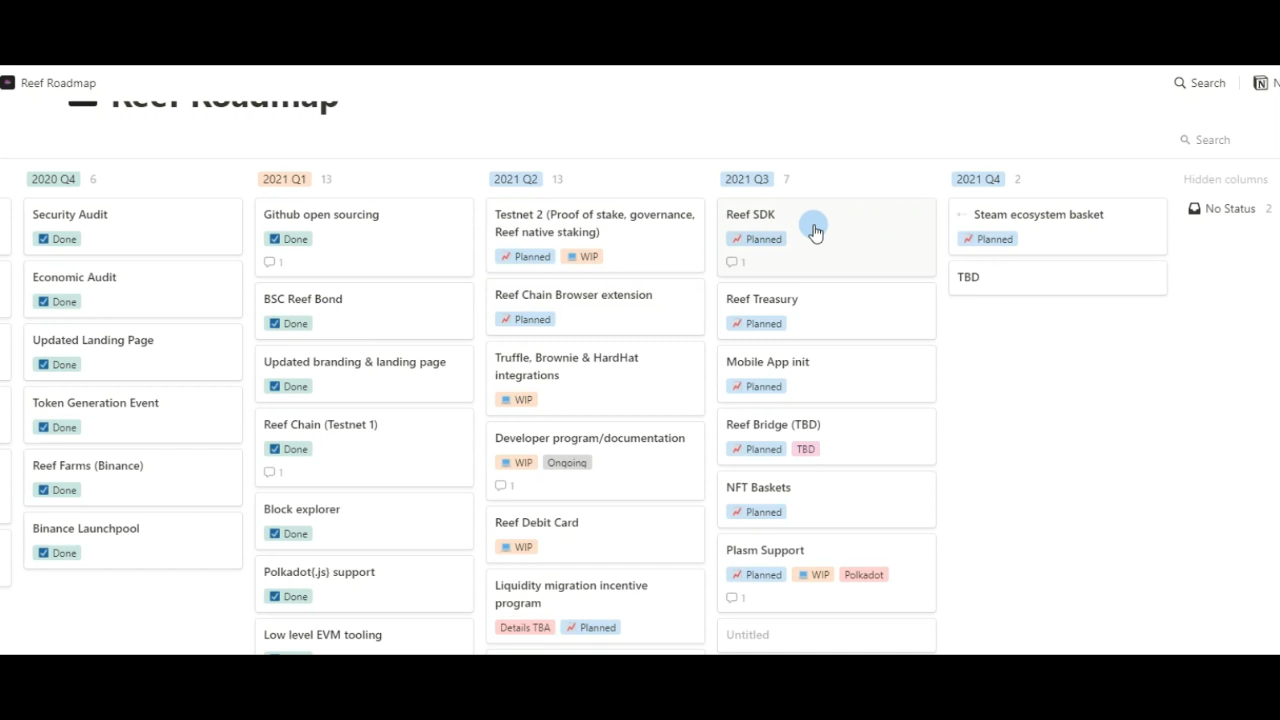 Reef Roadmap
Search
Reef Roadmap
Search
2020 Q4 6
Security Audit
Done
Economic Audit
Done
Updated Landing Page
Done
Token Generation Event
Done
Reef Farms (Binance)
Done
Binance Launchpool
Done
2021 Q1 13
Github open sourcing
Done
1
BSC Reef Bond
Done
Updated branding & landing page
Done
Reef Chain (Testnet 1)
Done
1
Block explorer
Done
Polkadot(.js) support
Done
Low level EVM tooling
2021 Q2 13
Testnet 2 (Proof of stake, governance,
Reef native staking)
Planned WIP
Reef Chain Browser extension
Planned
Truffle, Brownie & HardHat
integrations
WIP
Developer program/documentation
WIP Ongoing
1
Reef Debit Card
WIP
Liquidity migration incentive
program
Details TBA Planned
2021 Q3 7
Reef SDK
Planned
1
Reef Treasury
Planned
Mobile App init
Planned
Reef Bridge (TBD)
Planned TBD
NFT Baskets
Planned
Plasm Support
Planned WIP Polkadot
1
Untitled
2021 Q4 2
Steam ecosystem basket
Planned
TBD
Hidden columns
No Status 2